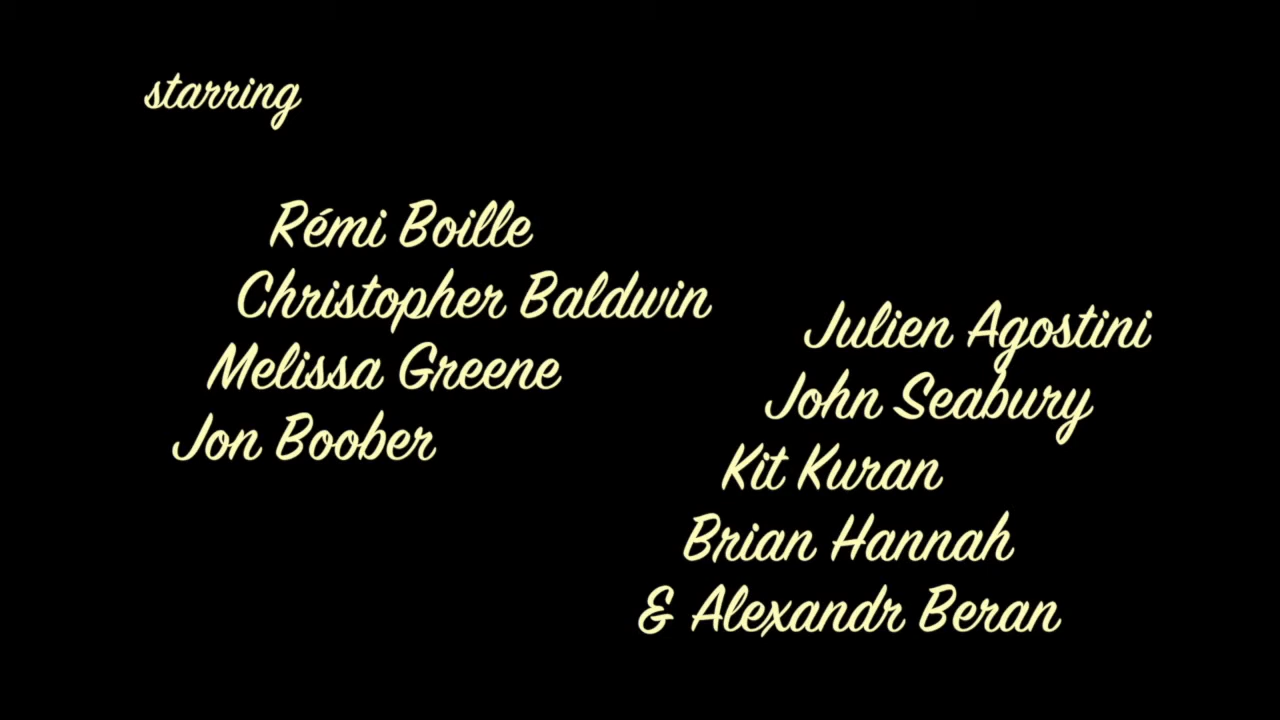 starring
Rémi Boille
Christopher Baldwin
Melissa Greene
Jon Boober
Julien Agostini
John Seabury
Kit Kuran
Brian Hannah
& Alexandr Beran